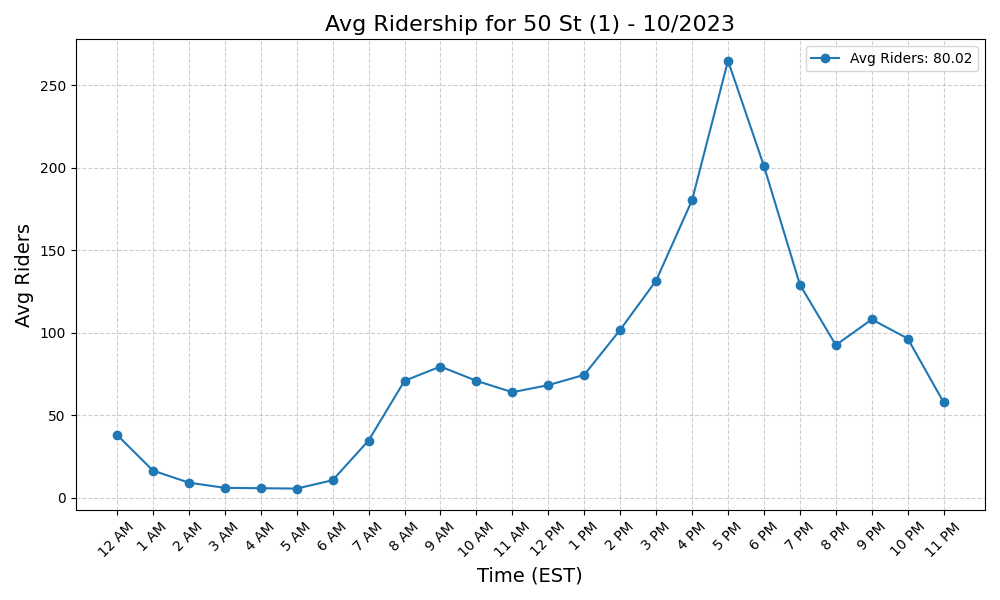 Avg Ridership for 50 St (1) - 10/2023
Avg Riders: 80.02
Avg Riders
250
200
150
100
50
0
12 AM
1 AM
2 AM
3 AM
4 AM
5 AM
6 AM
7 AM
8 AM
9 AM
10 AM
11 AM
12 PM
1 PM
2 PM
3 PM
4 PM
5 PM
6 PM
7 PM
8 PM
9 PM
10 PM
11 PM
Time (EST)